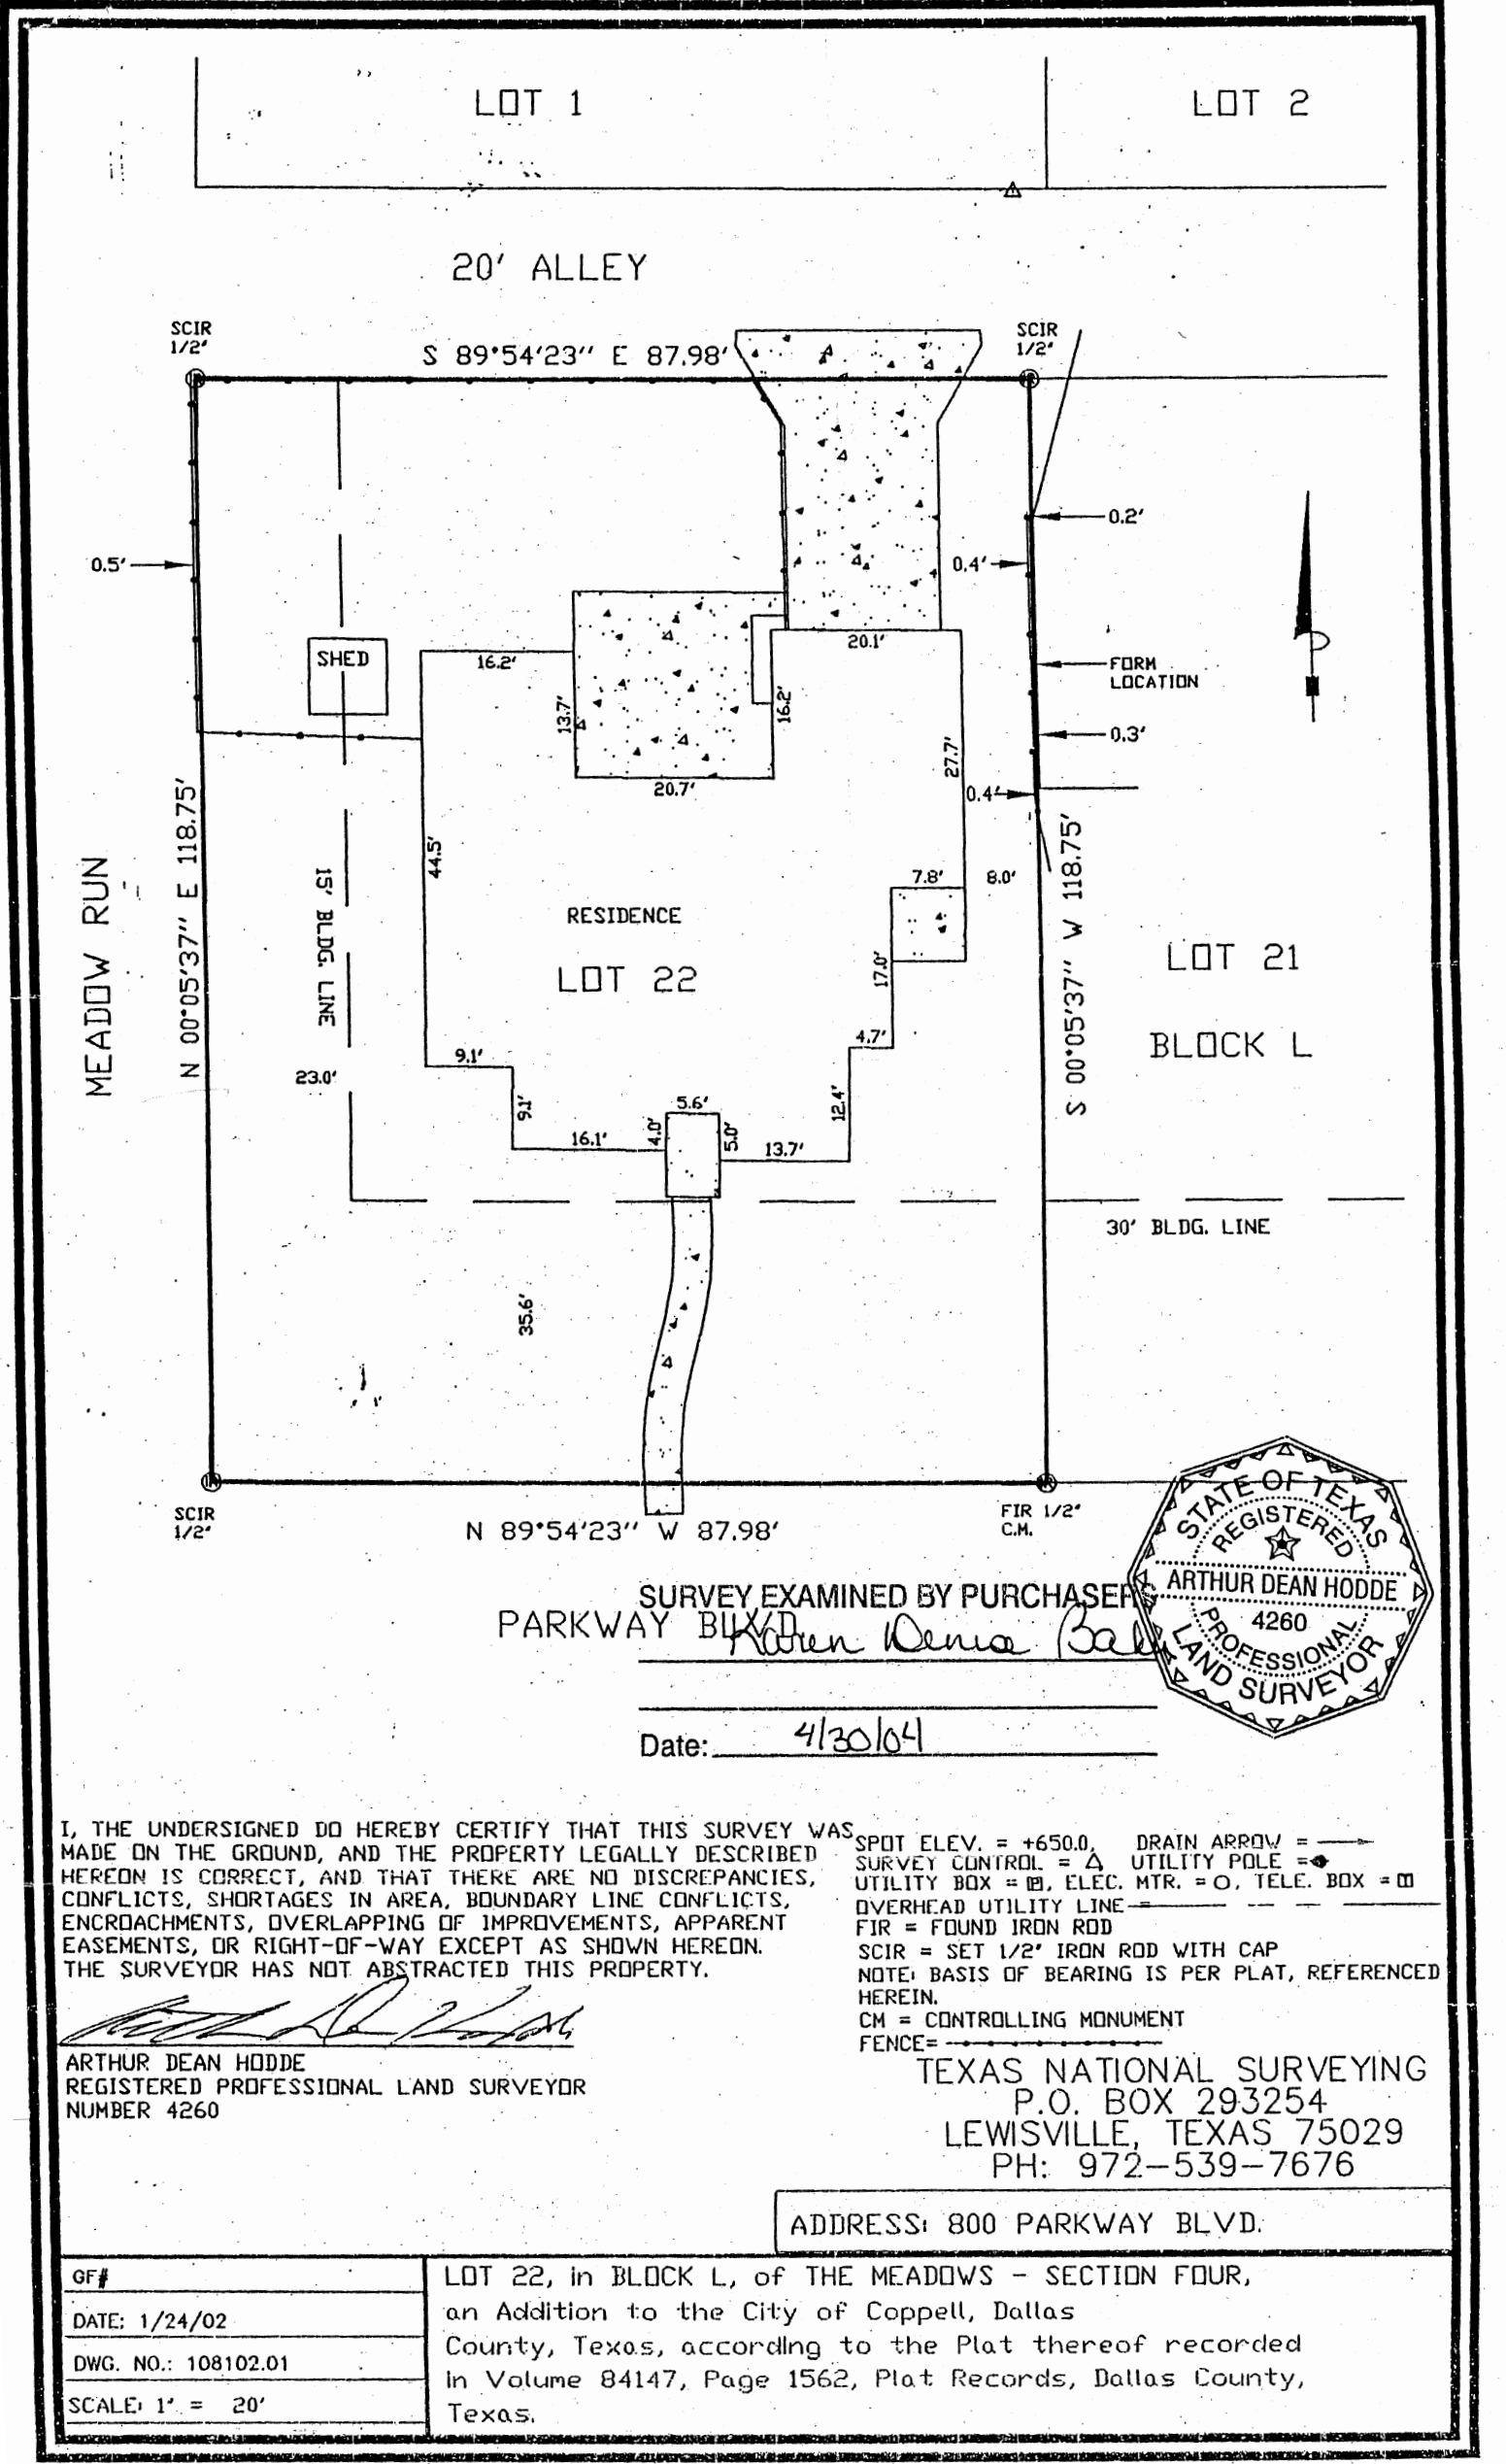 LOT 1
LOT 2
20' ALLEY
SCIR
1/2"
S 89°54'23" E 87.98'
SCIR
1/2"
0.5'
0.2'
0.4'
SHED
16.2'
20.1'
FORM
LOCATION
13.7'
16.2'
27.7'
0.3'
20.7'
0.4'
MEADOW RUN
N 00°05'37" E 118.75'
15' BLDG. LINE
44.5'
RESIDENCE
LOT 22
7.8'
8.0'
S 00°05'37" W 118.75'
LOT 21
BLOCK L
17.0'
4.7'
9.1'
23.0'
9.1'
5.6'
12.4'
16.1'
4.0'
5.0'
13.7'
30' BLDG. LINE
35.6'
SCIR
1/2"
N 89°54'23" W 87.98'
FIR 1/2"
C.M.
STATE OF TEXAS
REGISTERED
ARTHUR DEAN HODDE
4260
PROFESSIONAL
LAND SURVEYOR
SURVEY EXAMINED BY PURCHASERS
PARKWAY BLVD
Karen Denise
Date: 4/30/04
I, THE UNDERSIGNED DO HEREBY CERTIFY THAT THIS SURVEY WAS
MADE ON THE GROUND, AND THE PROPERTY LEGALLY DESCRIBED
HEREON IS CORRECT, AND THAT THERE ARE NO DISCREPANCIES,
CONFLICTS, SHORTAGES IN AREA, BOUNDARY LINE CONFLICTS,
ENCROACHMENTS, OVERLAPPING OF IMPROVEMENTS, APPARENT
EASEMENTS, OR RIGHT-OF-WAY EXCEPT AS SHOWN HEREON.
THE SURVEYOR HAS NOT ABSTRACTED THIS PROPERTY.
ARTHUR DEAN HODDE
REGISTERED PROFESSIONAL LAND SURVEYOR
NUMBER 4260
SPOT ELEV. = +650.0, DRAIN ARROW =
SURVEY CONTROL = △ UTILITY POLE =
UTILITY BOX = , ELEC. MTR. = O, TELE. BOX =
OVERHEAD UTILITY LINE =
FIR = FOUND IRON ROD
SCIR = SET 1/2" IRON ROD WITH CAP
NOTE: BASIS OF BEARING IS PER PLAT, REFERENCED
HEREIN.
CM = CONTROLLING MONUMENT
FENCE=
TEXAS NATIONAL SURVEYING
P.O. BOX 293254
LEWISVILLE, TEXAS 75029
PH: 972-539-7676
ADDRESS: 800 PARKWAY BLVD.
GF#
DATE: 1/24/02
DWG. NO.: 108102.01
SCALE: 1" = 20'
LOT 22, in BLOCK L, of THE MEADOWS - SECTION FOUR,
an Addition to the City of Coppell, Dallas
County, Texas, according to the Plat thereof recorded
in Volume 84147, Page 1562, Plat Records, Dallas County,
Texas.